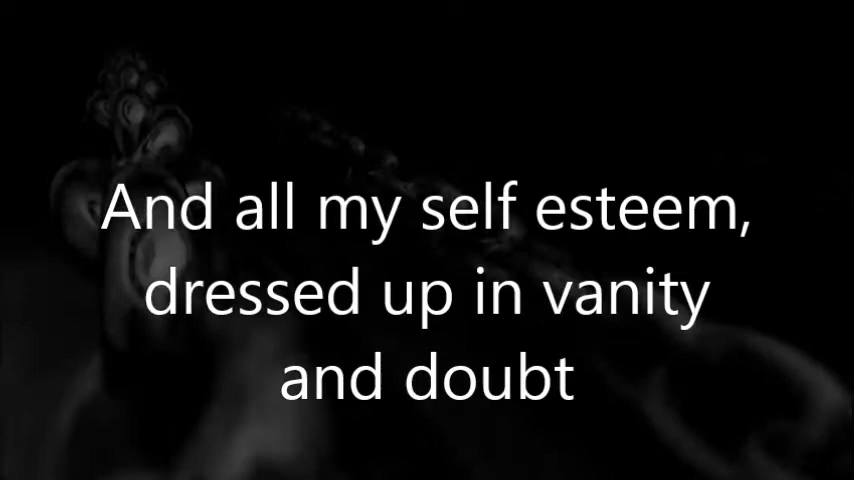 And all my self esteem,
dressed up in vanity
and doubt